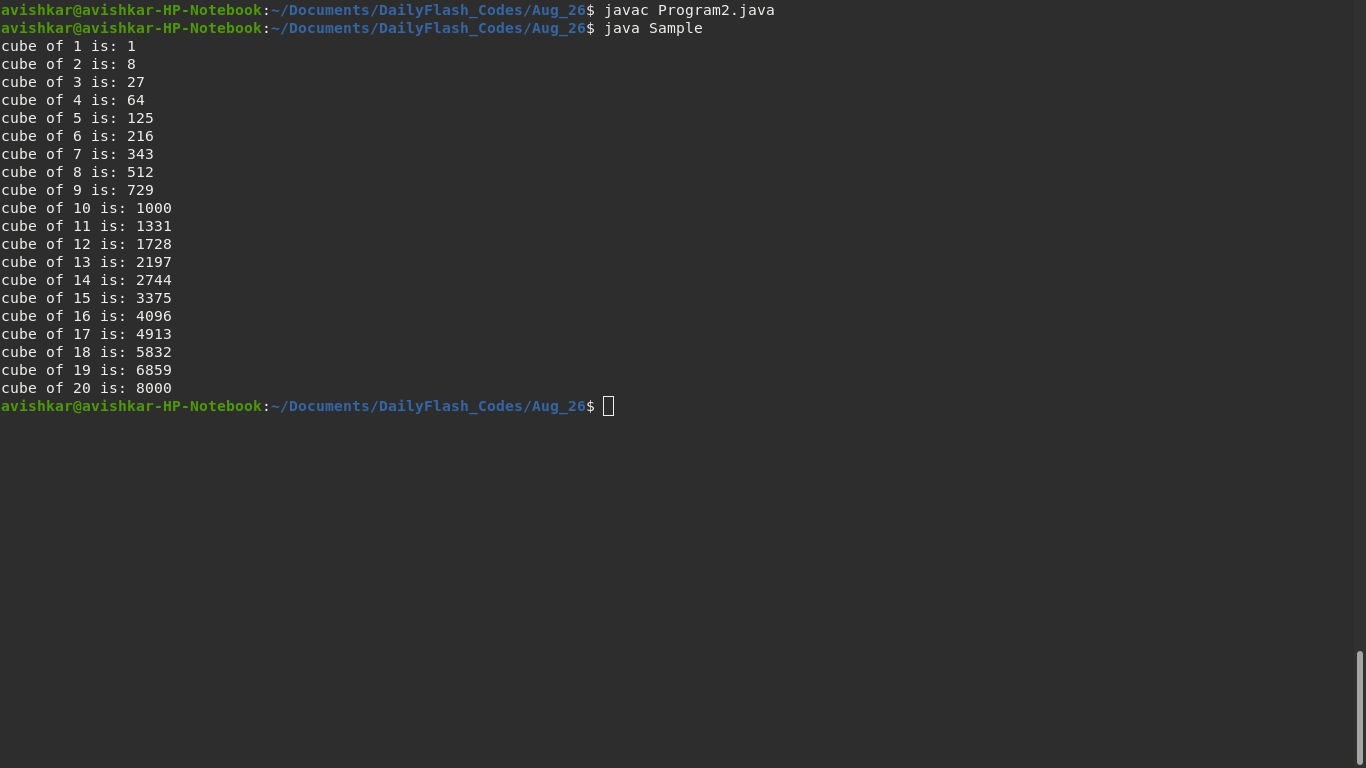 avishkar@avishkar-HP-Notebook:~/Documents/DailyFlash_Codes/Aug_26$ javac Program2.java
avishkar@avishkar-HP-Notebook:~/Documents/DailyFlash_Codes/Aug_26$ java Sample
cube of 1 is: 1
cube of 2 is: 8
cube of 3 is: 27
cube of 4 is: 64
cube of 5 is: 125
cube of 6 is: 216
cube of 7 is: 343
cube of 8 is: 512
cube of 9 is: 729
cube of 10 is: 1000
cube of 11 is: 1331
cube of 12 is: 1728
cube of 13 is: 2197
cube of 14 is: 2744
cube of 15 is: 3375
cube of 16 is: 4096
cube of 17 is: 4913
cube of 18 is: 5832
cube of 19 is: 6859
cube of 20 is: 8000
avishkar@avishkar-HP-Notebook:~/Documents/DailyFlash_Codes/Aug_26$